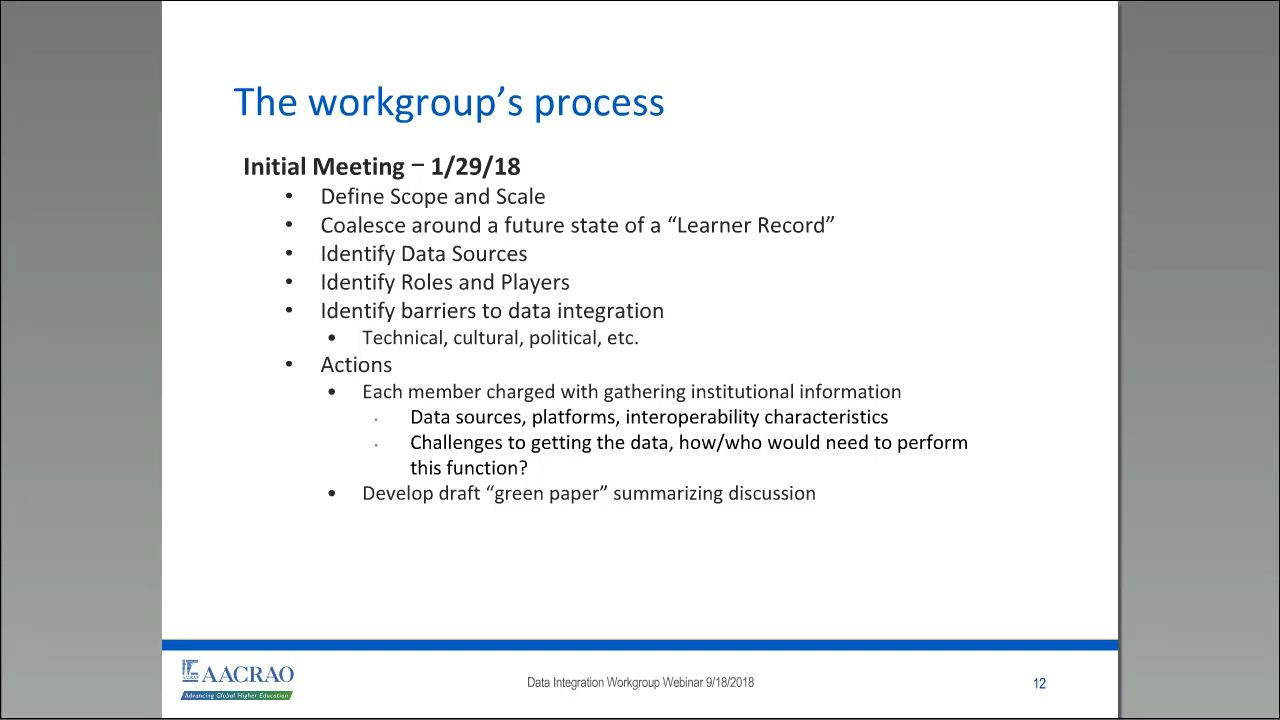 The workgroup’s process
Initial Meeting – 1/29/18
• Define Scope and Scale
• Coalesce around a future state of a “Learner Record”
• Identify Data Sources
• Identify Roles and Players
• Identify barriers to data integration
• Technical, cultural, political, etc.
• Actions
• Each member charged with gathering institutional information
· Data sources, platforms, interoperability characteristics
· Challenges to getting the data, how/who would need to perform
this function?
• Develop draft “green paper” summarizing discussion
AACRAO
Advancing Global Higher Education
Data Integration Workgroup Webinar 9/18/2018
12